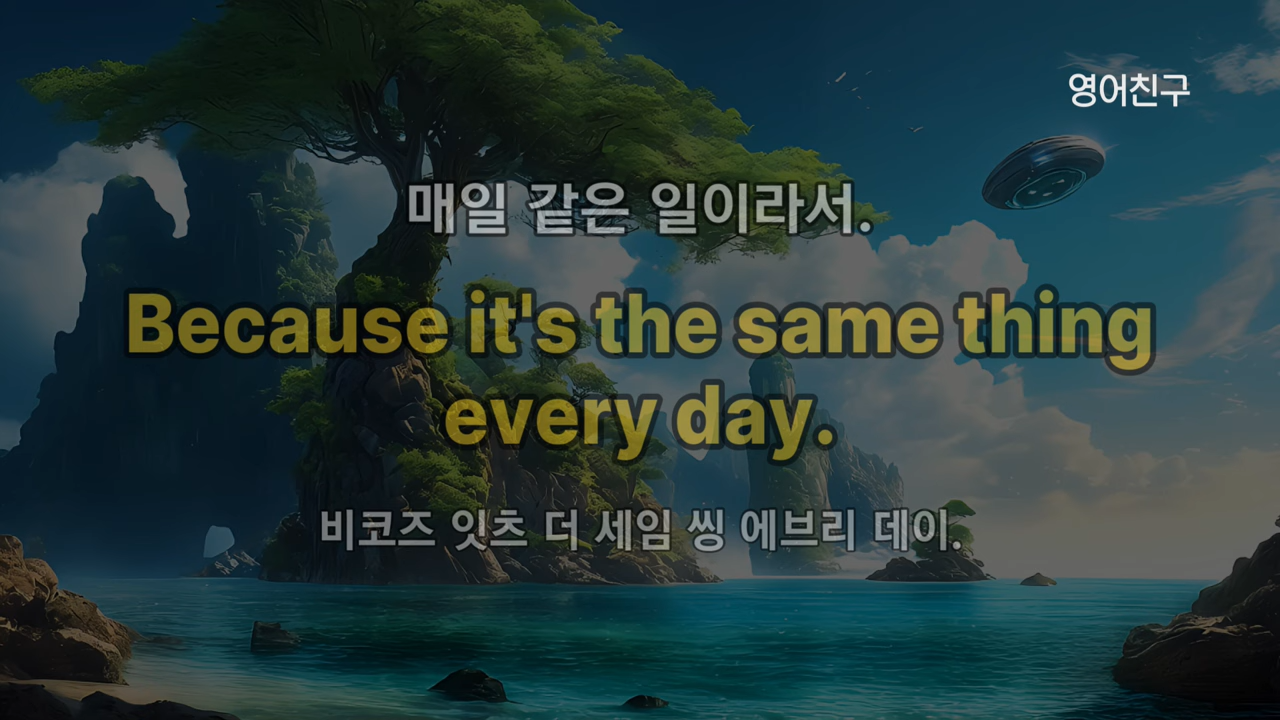 영어친구
매일 같은 일이라서.
Because it's the same thing
every day.
비코즈 잇츠 더 세임 씽 에브리 데이.